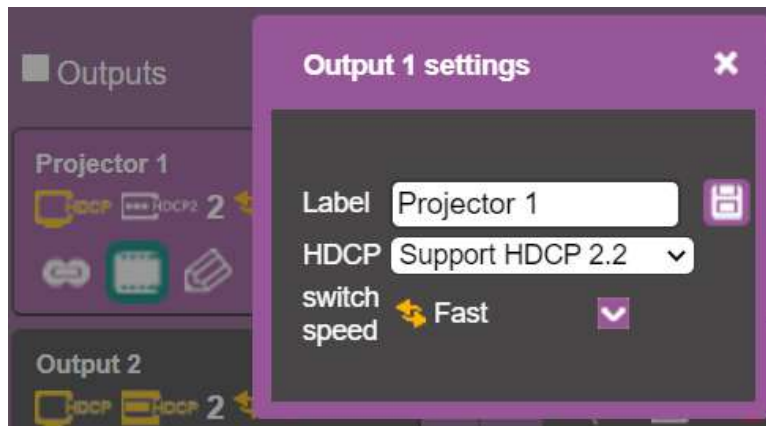 Outputs
Output 1 settings
Projector 1
HDCP HDCP2 2
Label Projector 1
HDCP Support HDCP 2.2
switch speed
Fast
Output 2
HDCP HDCP 2